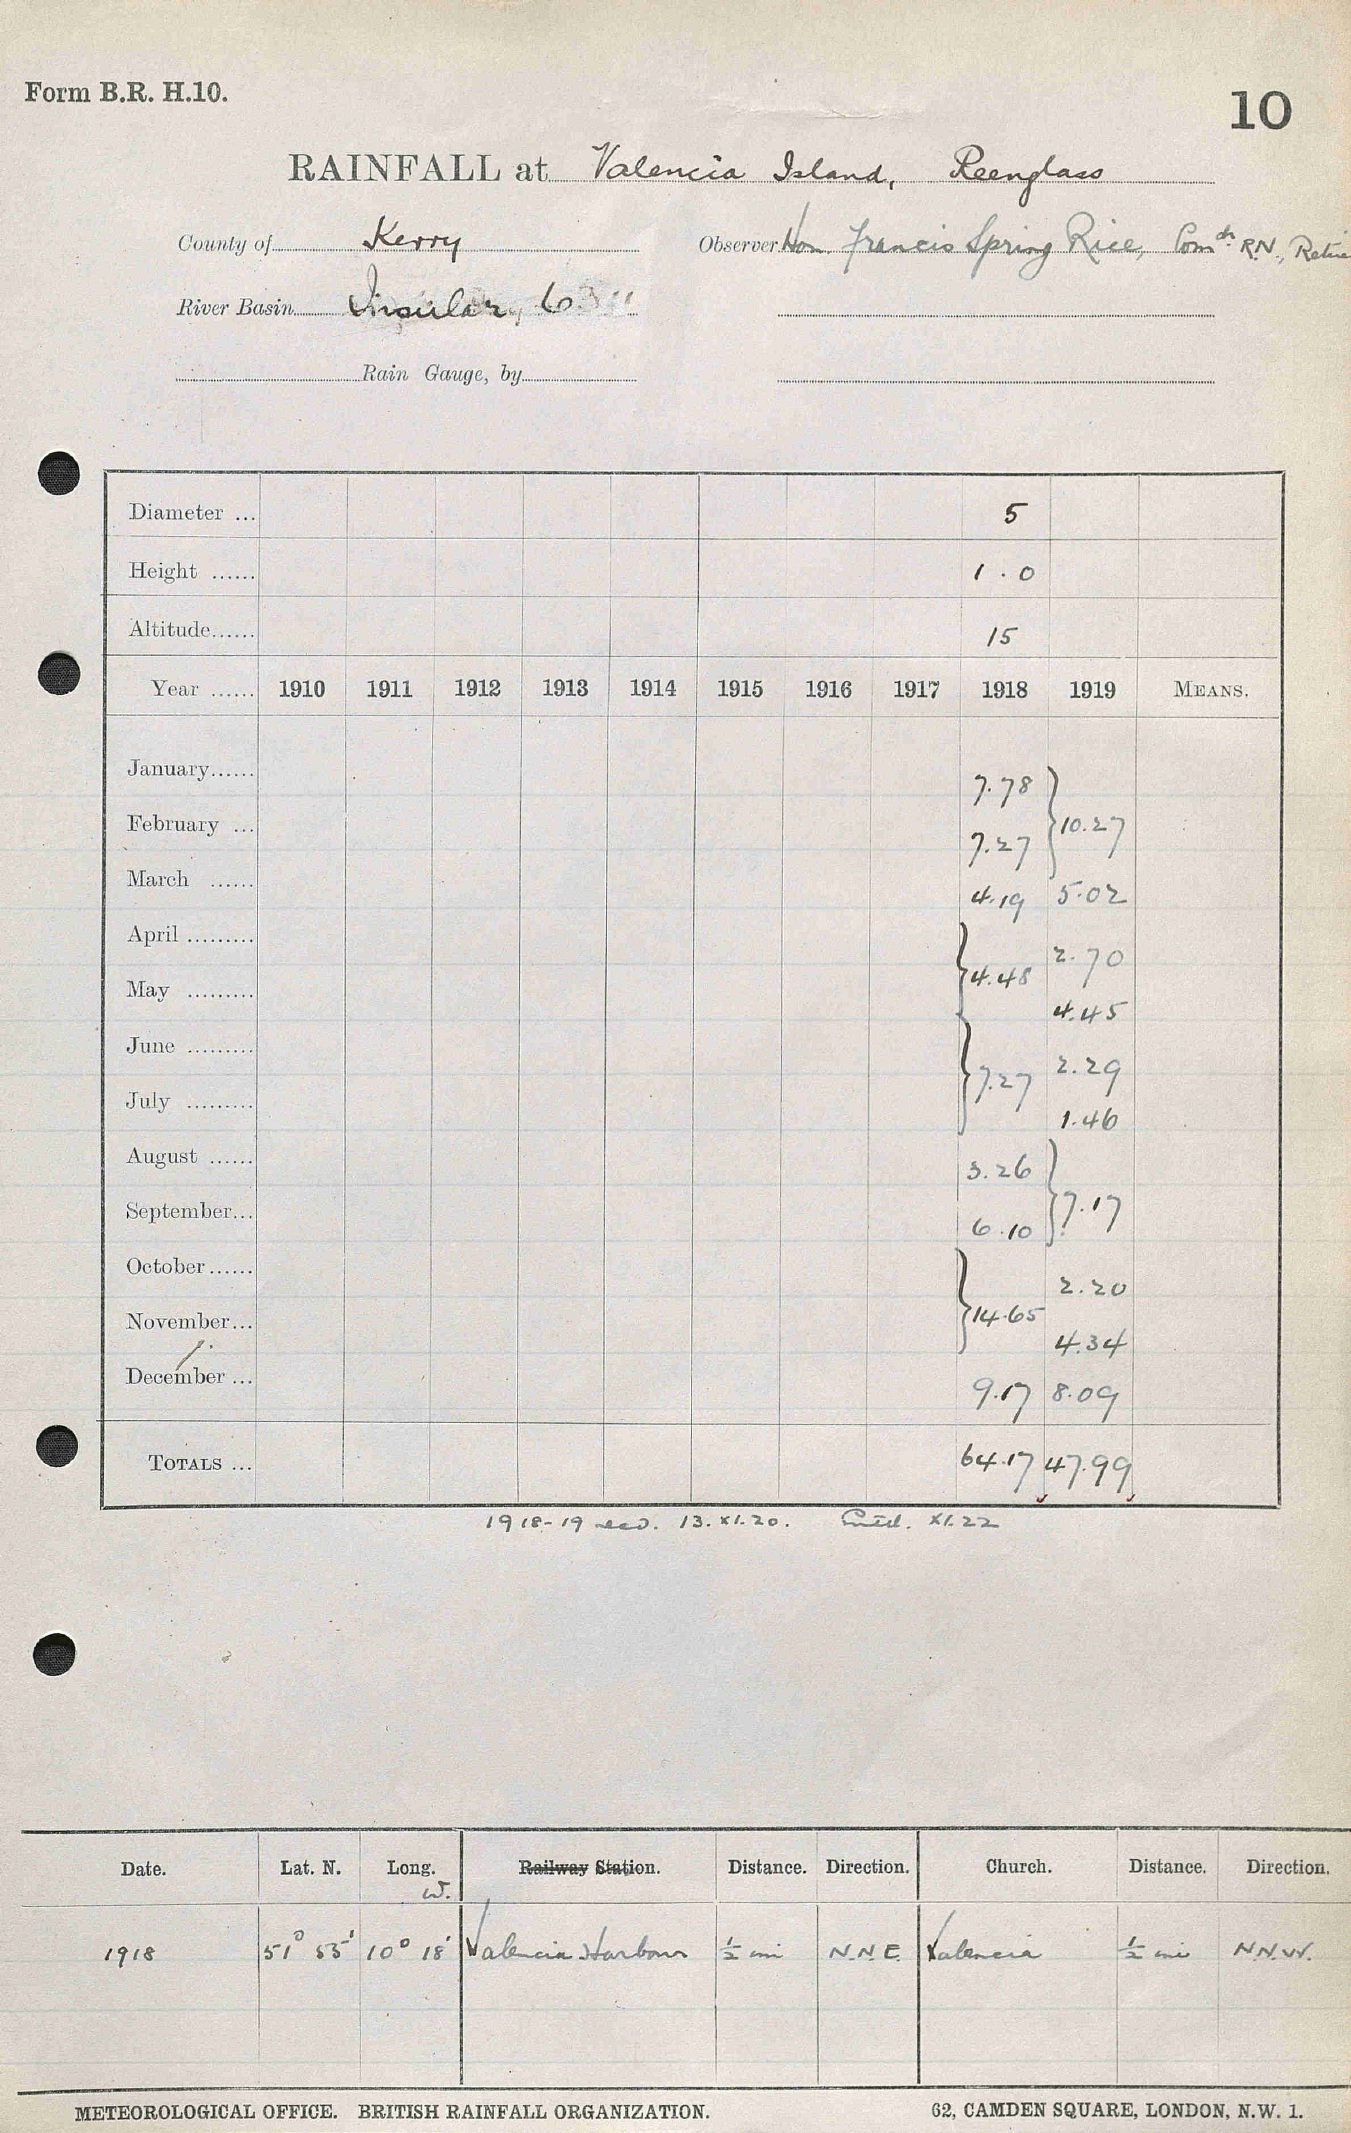 Form B.R. H.10.
10
RAINFALL at Valencia Island, Reenglass
County of Kerry Observer Hon. Francis Spring Rice, Comdr R.N., Retire
River Basin Insular, 6
Rain Gauge, by
Diameter ... 5
Height ...... 1.0
Altitude...... 15
Year ...... 1910 1911 1912 1913 1914 1915 1916 1917 1918 1919 MEANS.
January...... 7.78
February ... 7.27 } 10.27
March ...... 4.19 5.02
April ......... 2.70
May ......... } 4.48 4.45
June ......... 2.29
July ......... } 7.27 1.46
August ...... 3.26
September... 6.10 } 7.17
October...... 2.20
November... } 14.65 4.34
December ... 9.17 8.09
TOTALS ... 64.17 47.99
1918-19 recd. 13.XI.20. Entd. XI.22
Date. Lat. N. Long. W. Railway Station. Distance. Direction. Church. Distance. Direction.
1918 51° 55' 10° 18' Valencia Harbour ½ mi N.N.E. Valencia ½ mi N.N.W.
METEOROLOGICAL OFFICE. BRITISH RAINFALL ORGANIZATION. 62, CAMDEN SQUARE, LONDON, N.W. 1.